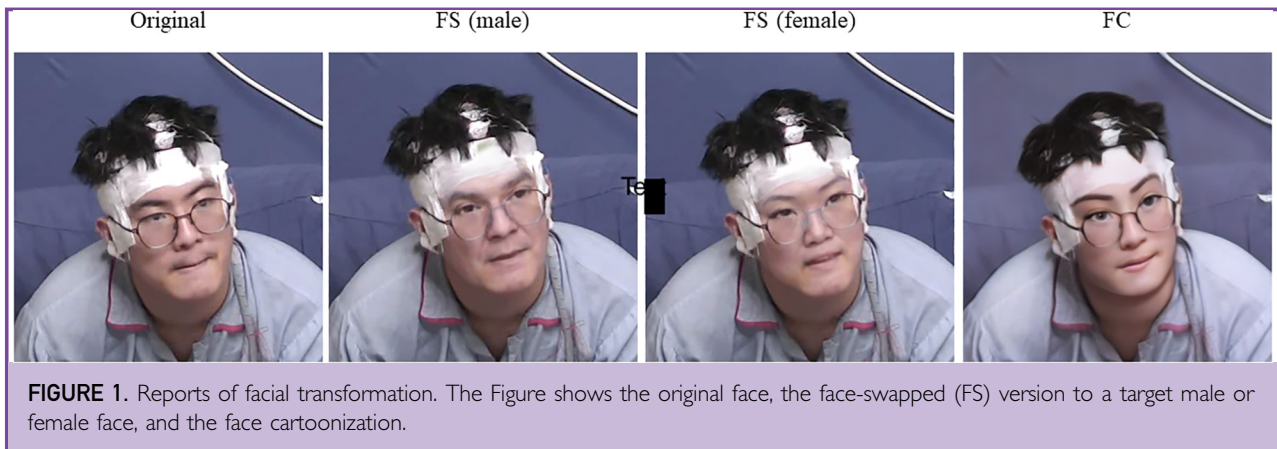 Original FS (male) FS (female) FC
FIGURE 1. Reports of facial transformation. The Figure shows the original face, the face-swapped (FS) version to a target male or
female face, and the face cartoonization.